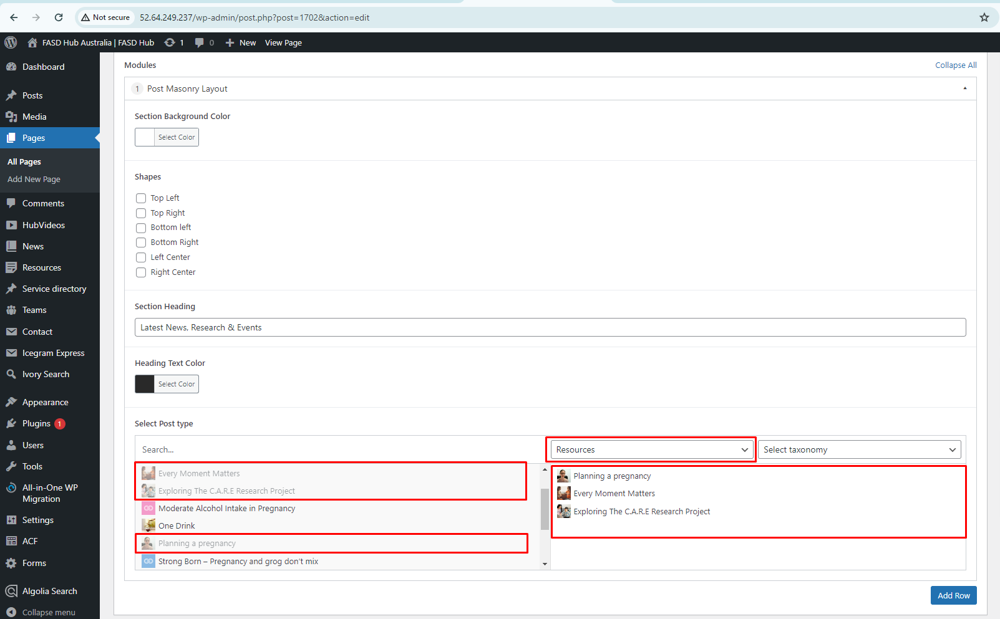 Not secure 52.64.249.237/wp-admin/post.php?post=1702&action=edit
FASD Hub Australia | FASD Hub 1 0 New View Page
Dashboard
Posts
Media
Pages
All Pages
Add New Page
Comments
HubVideos
News
Resources
Service directory
Teams
Contact
Icegram Express
Ivory Search
Appearance
Plugins 1
Users
Tools
All-in-One WP
Migration
Settings
ACF
Forms
Algolia Search
Collapse menu
Modules Collapse All
1 Post Masonry Layout
Section Background Color
Select Color
Shapes
Top Left
Top Right
Bottom left
Bottom Right
Left Center
Right Center
Section Heading
Latest News, Research & Events
Heading Text Color
Select Color
Select Post type
Search... Resources Select taxonomy
Every Moment Matters
Exploring The C.A.R.E Research Project
Moderate Alcohol Intake in Pregnancy
One Drink
Planning a pregnancy
Strong Born – Pregnancy and grog don't mix
Planning a pregnancy
Every Moment Matters
Exploring The C.A.R.E Research Project
Add Row